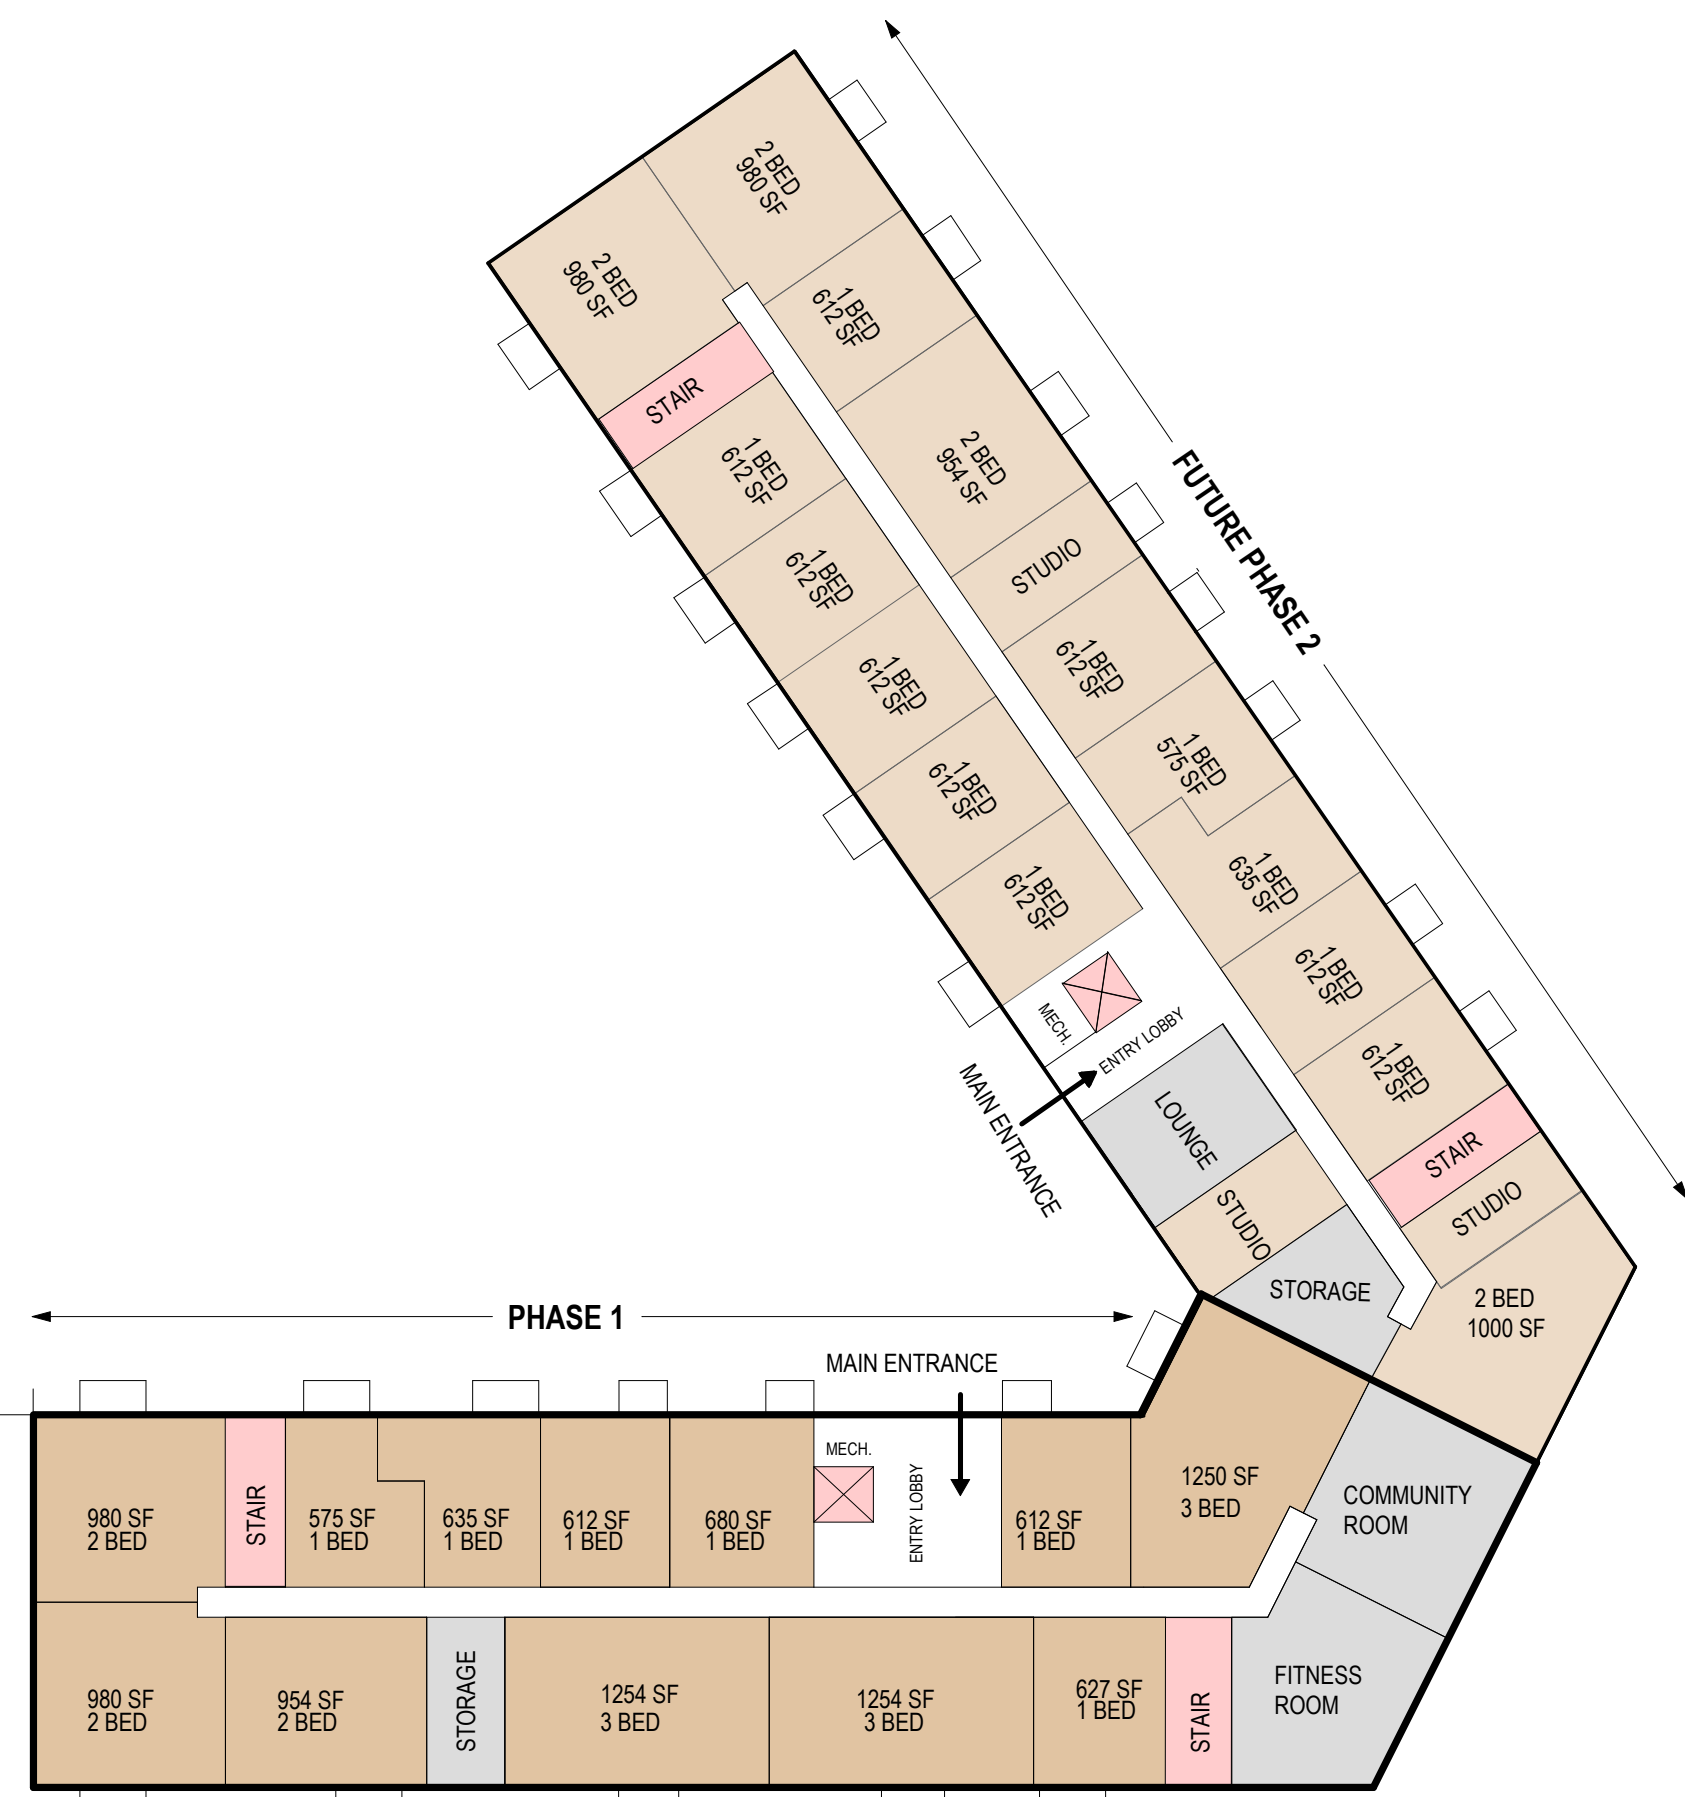 2 BED
980 SF
2 BED
980 SF
1 BED
612 SF
STAIR
2 BED
954 SF
1 BED
612 SF
STUDIO
1 BED
612 SF
FUTURE PHASE 2
1 BED
612 SF
1 BED
612 SF
1 BED
575 SF
1 BED
612 SF
1 BED
635 SF
1 BED
612 SF
1 BED
612 SF
MECH.
ENTRY LOBBY
MAIN ENTRANCE
1 BED
612 SF
LOUNGE
STAIR
STUDIO
STUDIO
STORAGE
2 BED
1000 SF
PHASE 1
MAIN ENTRANCE
980 SF
2 BED
STAIR
575 SF
1 BED
635 SF
1 BED
612 SF
1 BED
680 SF
1 BED
MECH.
ENTRY LOBBY
612 SF
1 BED
1250 SF
3 BED
COMMUNITY
ROOM
980 SF
2 BED
954 SF
2 BED
STORAGE
1254 SF
3 BED
1254 SF
3 BED
627 SF
1 BED
STAIR
FITNESS
ROOM